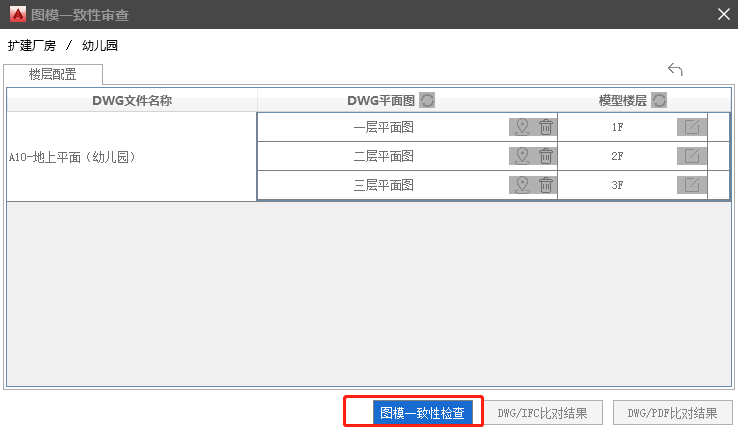 图模一致性审查
扩建厂房 / 幼儿园
楼层配置
DWG文件名称 DWG平面图 模型楼层
A10-地上平面（幼儿园）
一层平面图 1F
二层平面图 2F
三层平面图 3F
图模一致性检查 DWG/IFC比对结果 DWG/PDF比对结果